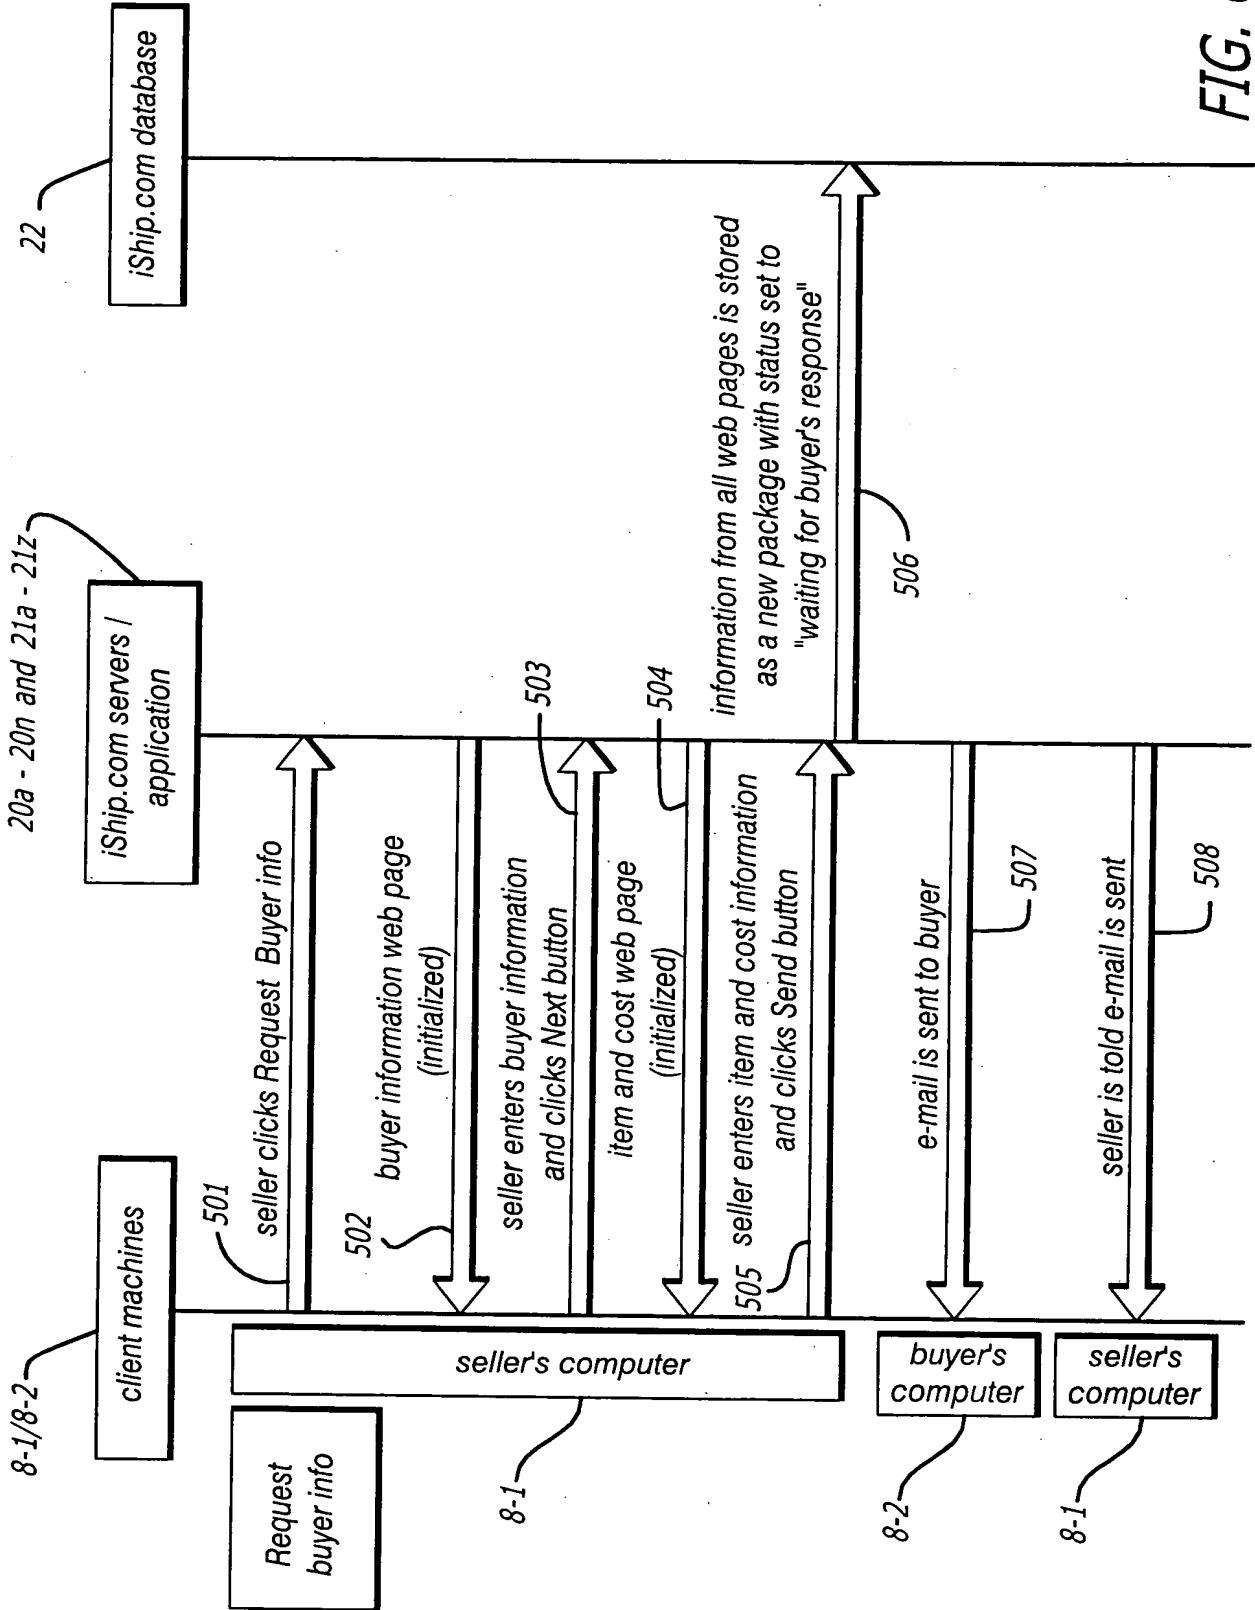 8-1/8-2
client machines
20a - 20n and 21a - 21z
iShip.com servers /
application
22
iShip.com database
Request
buyer info
seller's computer
8-1
501
seller clicks Request Buyer info
502
buyer information web page
(initialized)
seller enters buyer information
and clicks Next button
503
item and cost web page
(initialized)
504
505
seller enters item and cost information
and clicks Send button
information from all web pages is stored
as a new package with status set to
"waiting for buyer's response"
506
buyer's
computer
8-2
e-mail is sent to buyer
507
seller's
computer
8-1
seller is told e-mail is sent
508
FIG.